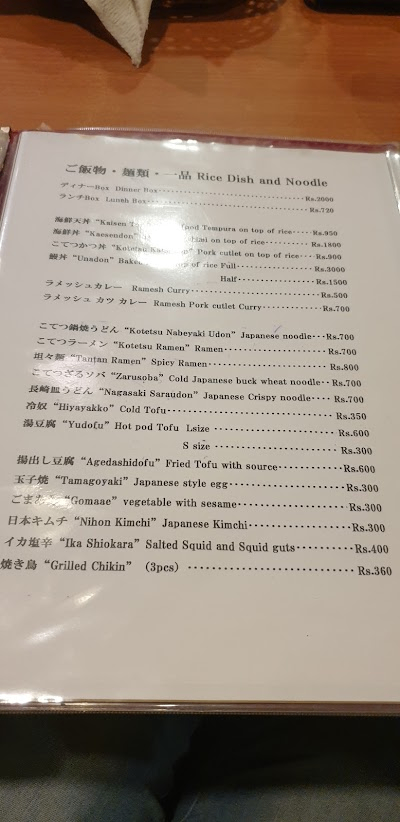 ご飯物・麺類・一品 Rice Dish and Noodle
ディナーBox Dinner Box Rs.2000
ランチBox Lunsh Box Rs.720
海鮮天丼 "Kaisen Tempura on top of rice Rs.950
海鮮丼 "Kaesendon" on top of rice Rs.1800
こてつかつ丼 "Kotetsu Pork cutlet on top of rice Rs.900
鰻丼 "Unadon" top of rice Full Rs.3000
Half Rs.1500
ラメッシュカレー Ramesh Curry Rs.500
ラメッシュ カツ カレー Ramesh Pork cutlet Curry Rs.700
こてつ鍋焼うどん "Kotetsu Nabeyaki Udon" Japanese noodle Rs.700
こてつラーメン "Kotetsu Ramen" Ramen Rs.700
坦々麺 "Tantan Ramen" Spicy Ramen Rs.800
こてつざるソバ "Zarusoba" Cold Japanese buck wheat noodle Rs.700
長崎皿うどん "Nagasaki Saraudon" Japanese Crispy noodle Rs.700
冷奴 "Hiyayakko" Cold Tofu Rs.350
湯豆腐 "Yudofu" Hot pod Tofu Lsize Rs.600
S size Rs.300
揚出し豆腐 "Agedashidofu" Fried Tofu with source Rs.600
玉子焼 "Tamagoyaki" Japanese style egg Rs.300
"Gomaae" vegetable with sesame Rs.300
日本キムチ "Nihon Kimchi" Japanese Kimchi Rs.300
イカ塩辛 "Ika Shiokara" Salted Squid and Squid guts Rs.400
焼き鳥 "Grilled Chikin" (3pcs) Rs.360